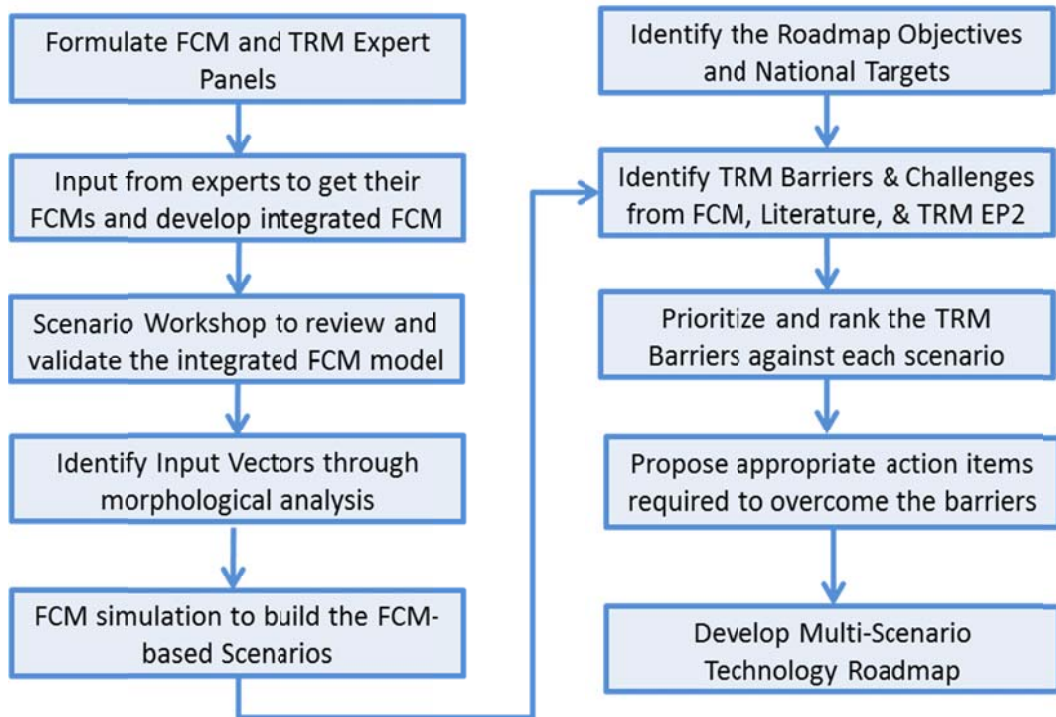 Formulate FCM and TRM Expert
Panels
Input from experts to get their
FCMs and develop integrated FCM
Scenario Workshop to review and
validate the integrated FCM model
Identify Input Vectors through
morphological analysis
FCM simulation to build the FCM-
based Scenarios
Identify the Roadmap Objectives
and National Targets
Identify TRM Barriers & Challenges
from FCM, Literature, & TRM EP2
Prioritize and rank the TRM
Barriers against each scenario
Propose appropriate action items
required to overcome the barriers
Develop Multi-Scenario
Technology Roadmap